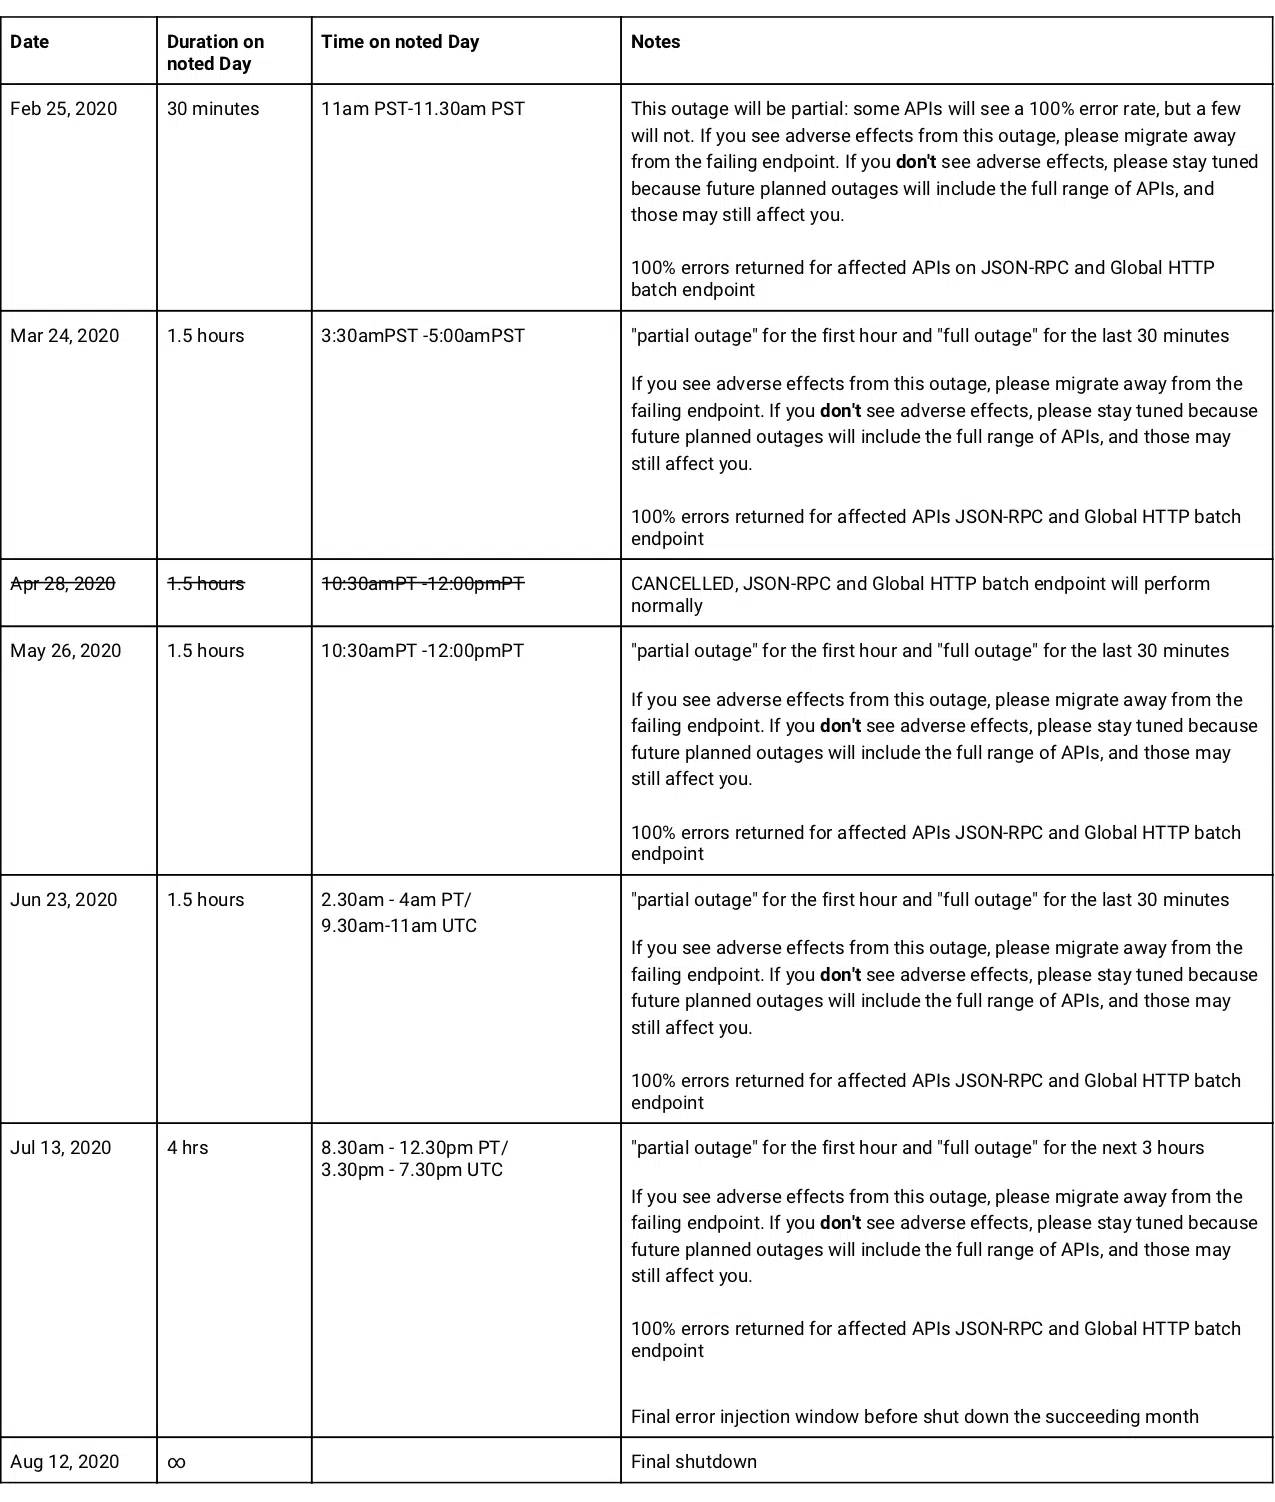 Date
Duration on
noted Day
Time on noted Day
Notes
Feb 25, 2020
30 minutes
11am PST-11.30am PST
This outage will be partial: some APIs will see a 100% error rate, but a few
will not. If you see adverse effects from this outage, please migrate away
from the failing endpoint. If you don't see adverse effects, please stay tuned
because future planned outages will include the full range of APIs, and
those may still affect you.
100% errors returned for affected APIs on JSON-RPC and Global HTTP
batch endpoint
Mar 24, 2020
1.5 hours
3:30amPST -5:00amPST
"partial outage" for the first hour and "full outage" for the last 30 minutes
If you see adverse effects from this outage, please migrate away from the
failing endpoint. If you don't see adverse effects, please stay tuned because
future planned outages will include the full range of APIs, and those may
still affect you.
100% errors returned for affected APIs JSON-RPC and Global HTTP batch
endpoint
Apr 28, 2020
1.5 hours
10:30amPT -12:00pmPT
CANCELLED, JSON-RPC and Global HTTP batch endpoint will perform
normally
May 26, 2020
1.5 hours
10:30amPT -12:00pmPT
"partial outage" for the first hour and "full outage" for the last 30 minutes
If you see adverse effects from this outage, please migrate away from the
failing endpoint. If you don't see adverse effects, please stay tuned because
future planned outages will include the full range of APIs, and those may
still affect you.
100% errors returned for affected APIs JSON-RPC and Global HTTP batch
endpoint
Jun 23, 2020
1.5 hours
2.30am - 4am PT/
9.30am-11am UTC
"partial outage" for the first hour and "full outage" for the last 30 minutes
If you see adverse effects from this outage, please migrate away from the
failing endpoint. If you don't see adverse effects, please stay tuned because
future planned outages will include the full range of APIs, and those may
still affect you.
100% errors returned for affected APIs JSON-RPC and Global HTTP batch
endpoint
Jul 13, 2020
4 hrs
8.30am - 12.30pm PT/
3.30pm - 7.30pm UTC
"partial outage" for the first hour and "full outage" for the next 3 hours
If you see adverse effects from this outage, please migrate away from the
failing endpoint. If you don't see adverse effects, please stay tuned because
future planned outages will include the full range of APIs, and those may
still affect you.
100% errors returned for affected APIs JSON-RPC and Global HTTP batch
endpoint
Final error injection window before shut down the succeeding month
Aug 12, 2020
∞
Final shutdown